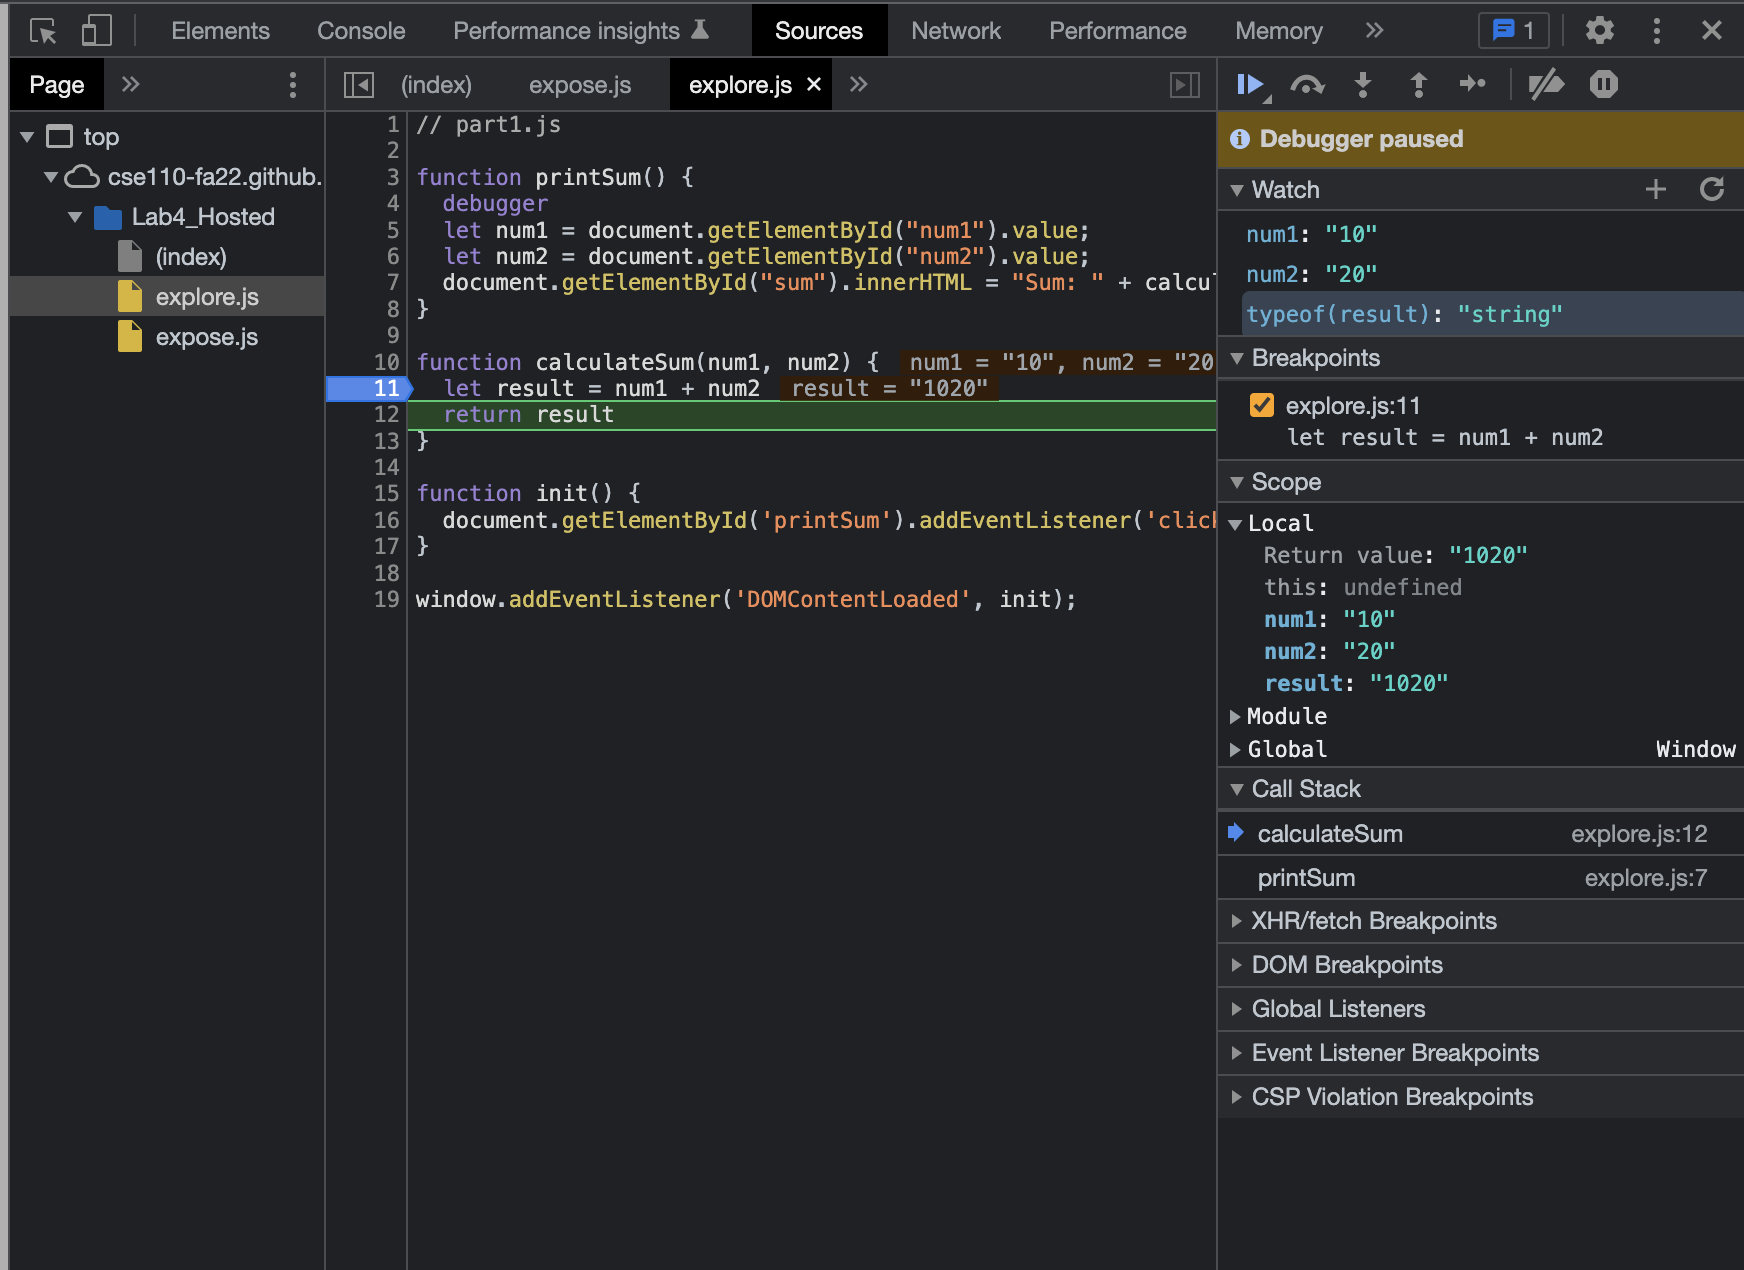 Elements Console Performance insights Sources Network Performance Memory 1
Page
(index) expose.js explore.js
top
cse110-fa22.github.
Lab4_Hosted
(index)
explore.js
expose.js
1 // part1.js
2
3 function printSum() {
4 debugger
5 let num1 = document.getElementById("num1").value;
6 let num2 = document.getElementById("num2").value;
7 document.getElementById("sum").innerHTML = "Sum: " + calcu
8 }
9
10 function calculateSum(num1, num2) { num1 = "10", num2 = "20
11 let result = num1 + num2 result = "1020"
12 return result
13 }
14
15 function init() {
16 document.getElementById('printSum').addEventListener('click
17 }
18
19 window.addEventListener('DOMContentLoaded', init);
Debugger paused
Watch
num1: "10"
num2: "20"
typeof(result): "string"
Breakpoints
explore.js:11
let result = num1 + num2
Scope
Local
Return value: "1020"
this: undefined
num1: "10"
num2: "20"
result: "1020"
Module
Global Window
Call Stack
calculateSum explore.js:12
printSum explore.js:7
XHR/fetch Breakpoints
DOM Breakpoints
Global Listeners
Event Listener Breakpoints
CSP Violation Breakpoints